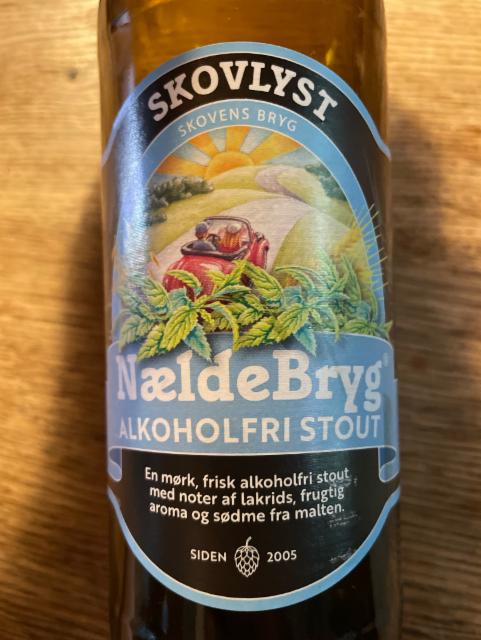 SKOVLYST
SKOVENS BRYG
NældeBryg®
ALKOHOLFRI STOUT
En mørk, frisk alkoholfri stout
med noter af lakrids, frugtig
aroma og sødme fra malten.
SIDEN 2005